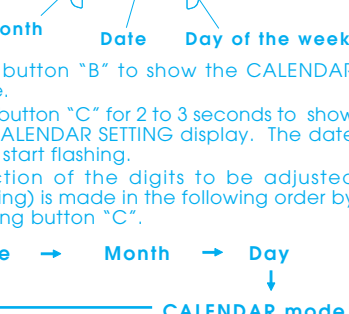 onth
Date Day of the week
button “B” to show the CALENDAR
e.
button “C” for 2 to 3 seconds to show
ALENDAR SETTING display. The date
start flashing.
ction of the digits to be adjusted
ing) is made in the following order by
ng button “C”.
e → Month → Day
CALENDAR mode